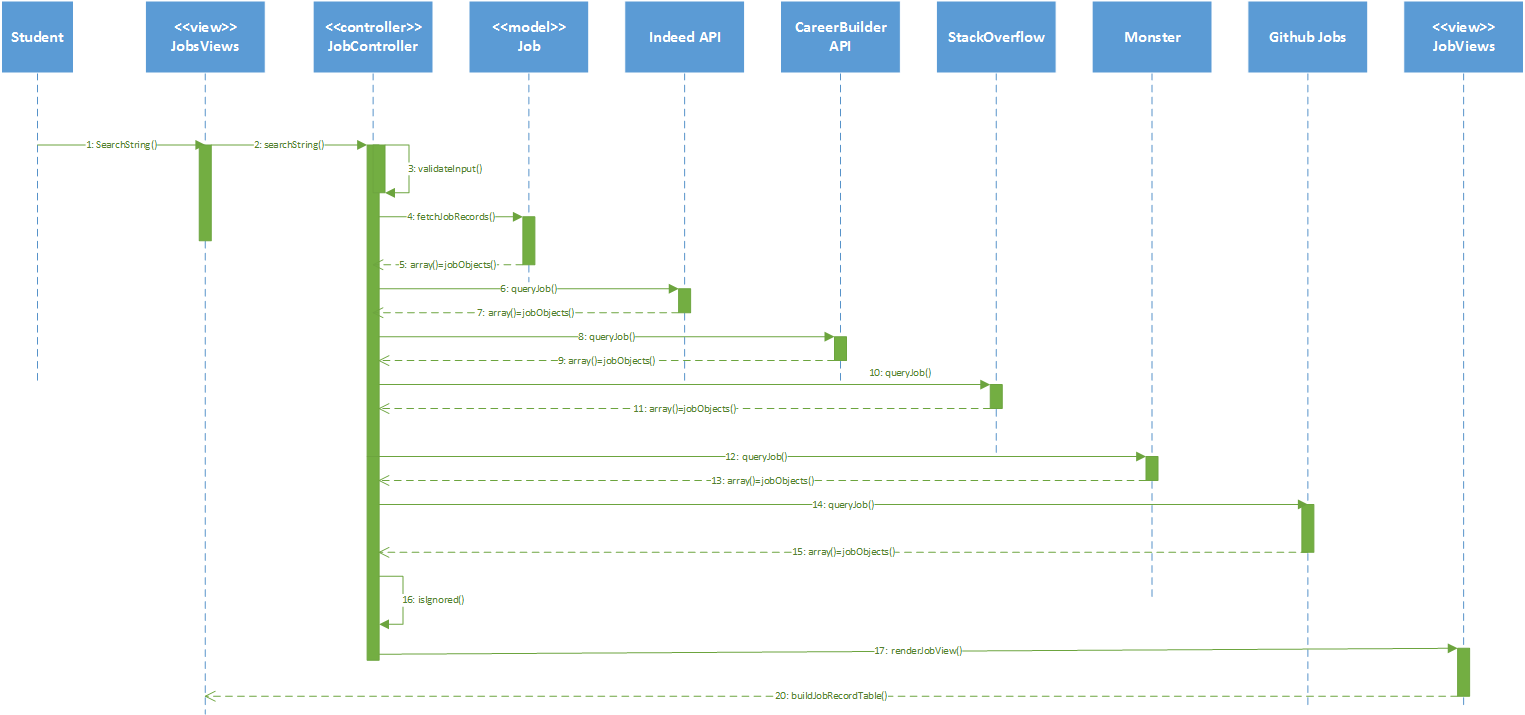 Student
<<view>>
JobsViews
<<controller>>
JobController
<<model>>
Job
Indeed API
CareerBuilder
API
StackOverflow
Monster
Github Jobs
<<view>>
JobViews
1: SearchString()
2: searchString()
3: validateInput()
4: fetchJobRecords()
5: array()=jobObjects()
6: queryJob()
7: array()=jobObjects()
8: queryJob()
9: array()=jobObjects()
10: queryJob()
11: array()=jobObjects()
12: queryJob()
13: array()=jobObjects()
14: queryJob()
15: array()=jobObjects()
16: isIgnored()
17: renderJobView()
20: buildJobRecordTable()